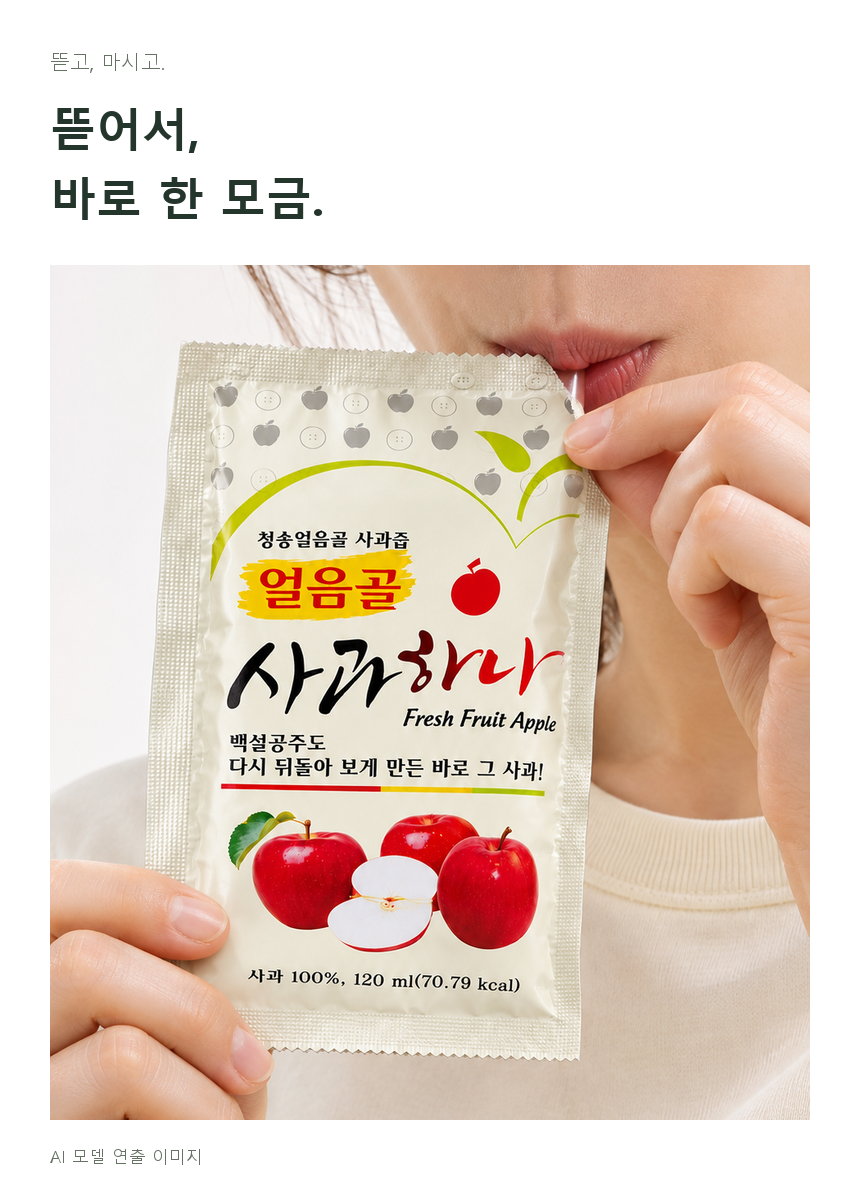 뜯고, 마시고.
뜯어서,
바로 한 모금.
청송얼음골 사과즙
얼음골
사과하나
Fresh Fruit Apple
백설공주도
다시 뒤돌아 보게 만든 바로 그 사과!
사과 100%, 120 ml(70.79 kcal)
AI 모델 연출 이미지